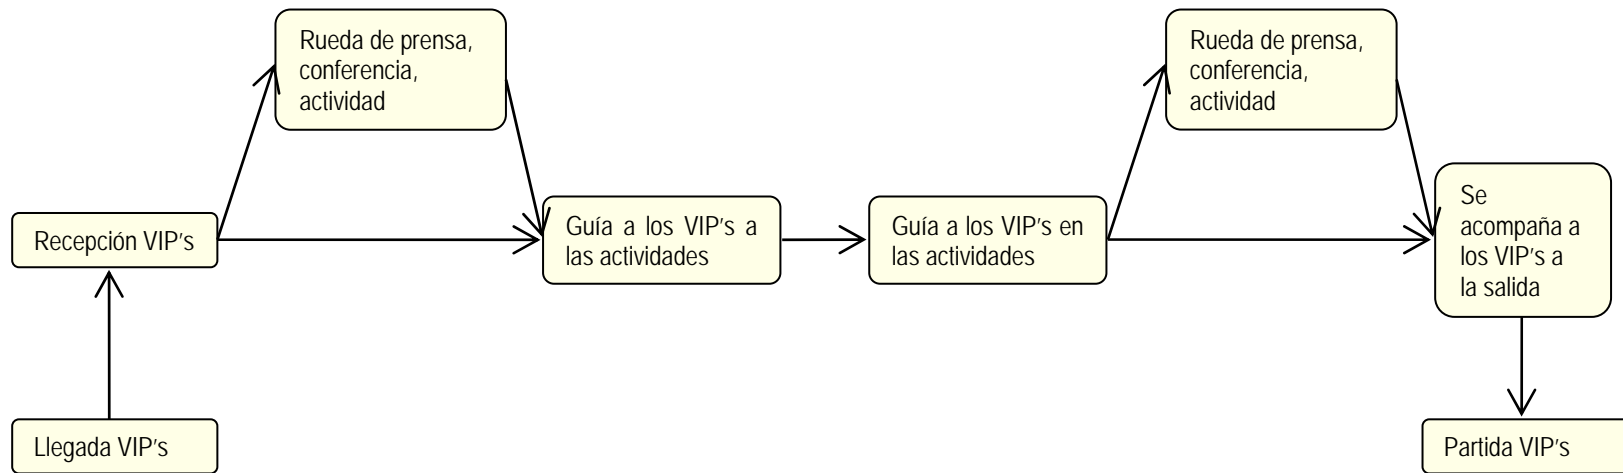 Rueda de prensa,
conferencia,
actividad
Rueda de prensa,
conferencia,
actividad
Recepción VIP's
Guía a los VIP's a
las actividades
Guía a los VIP's en
las actividades
Se
acompaña a
los VIP's a
la salida
Llegada VIP's
Partida VIP's